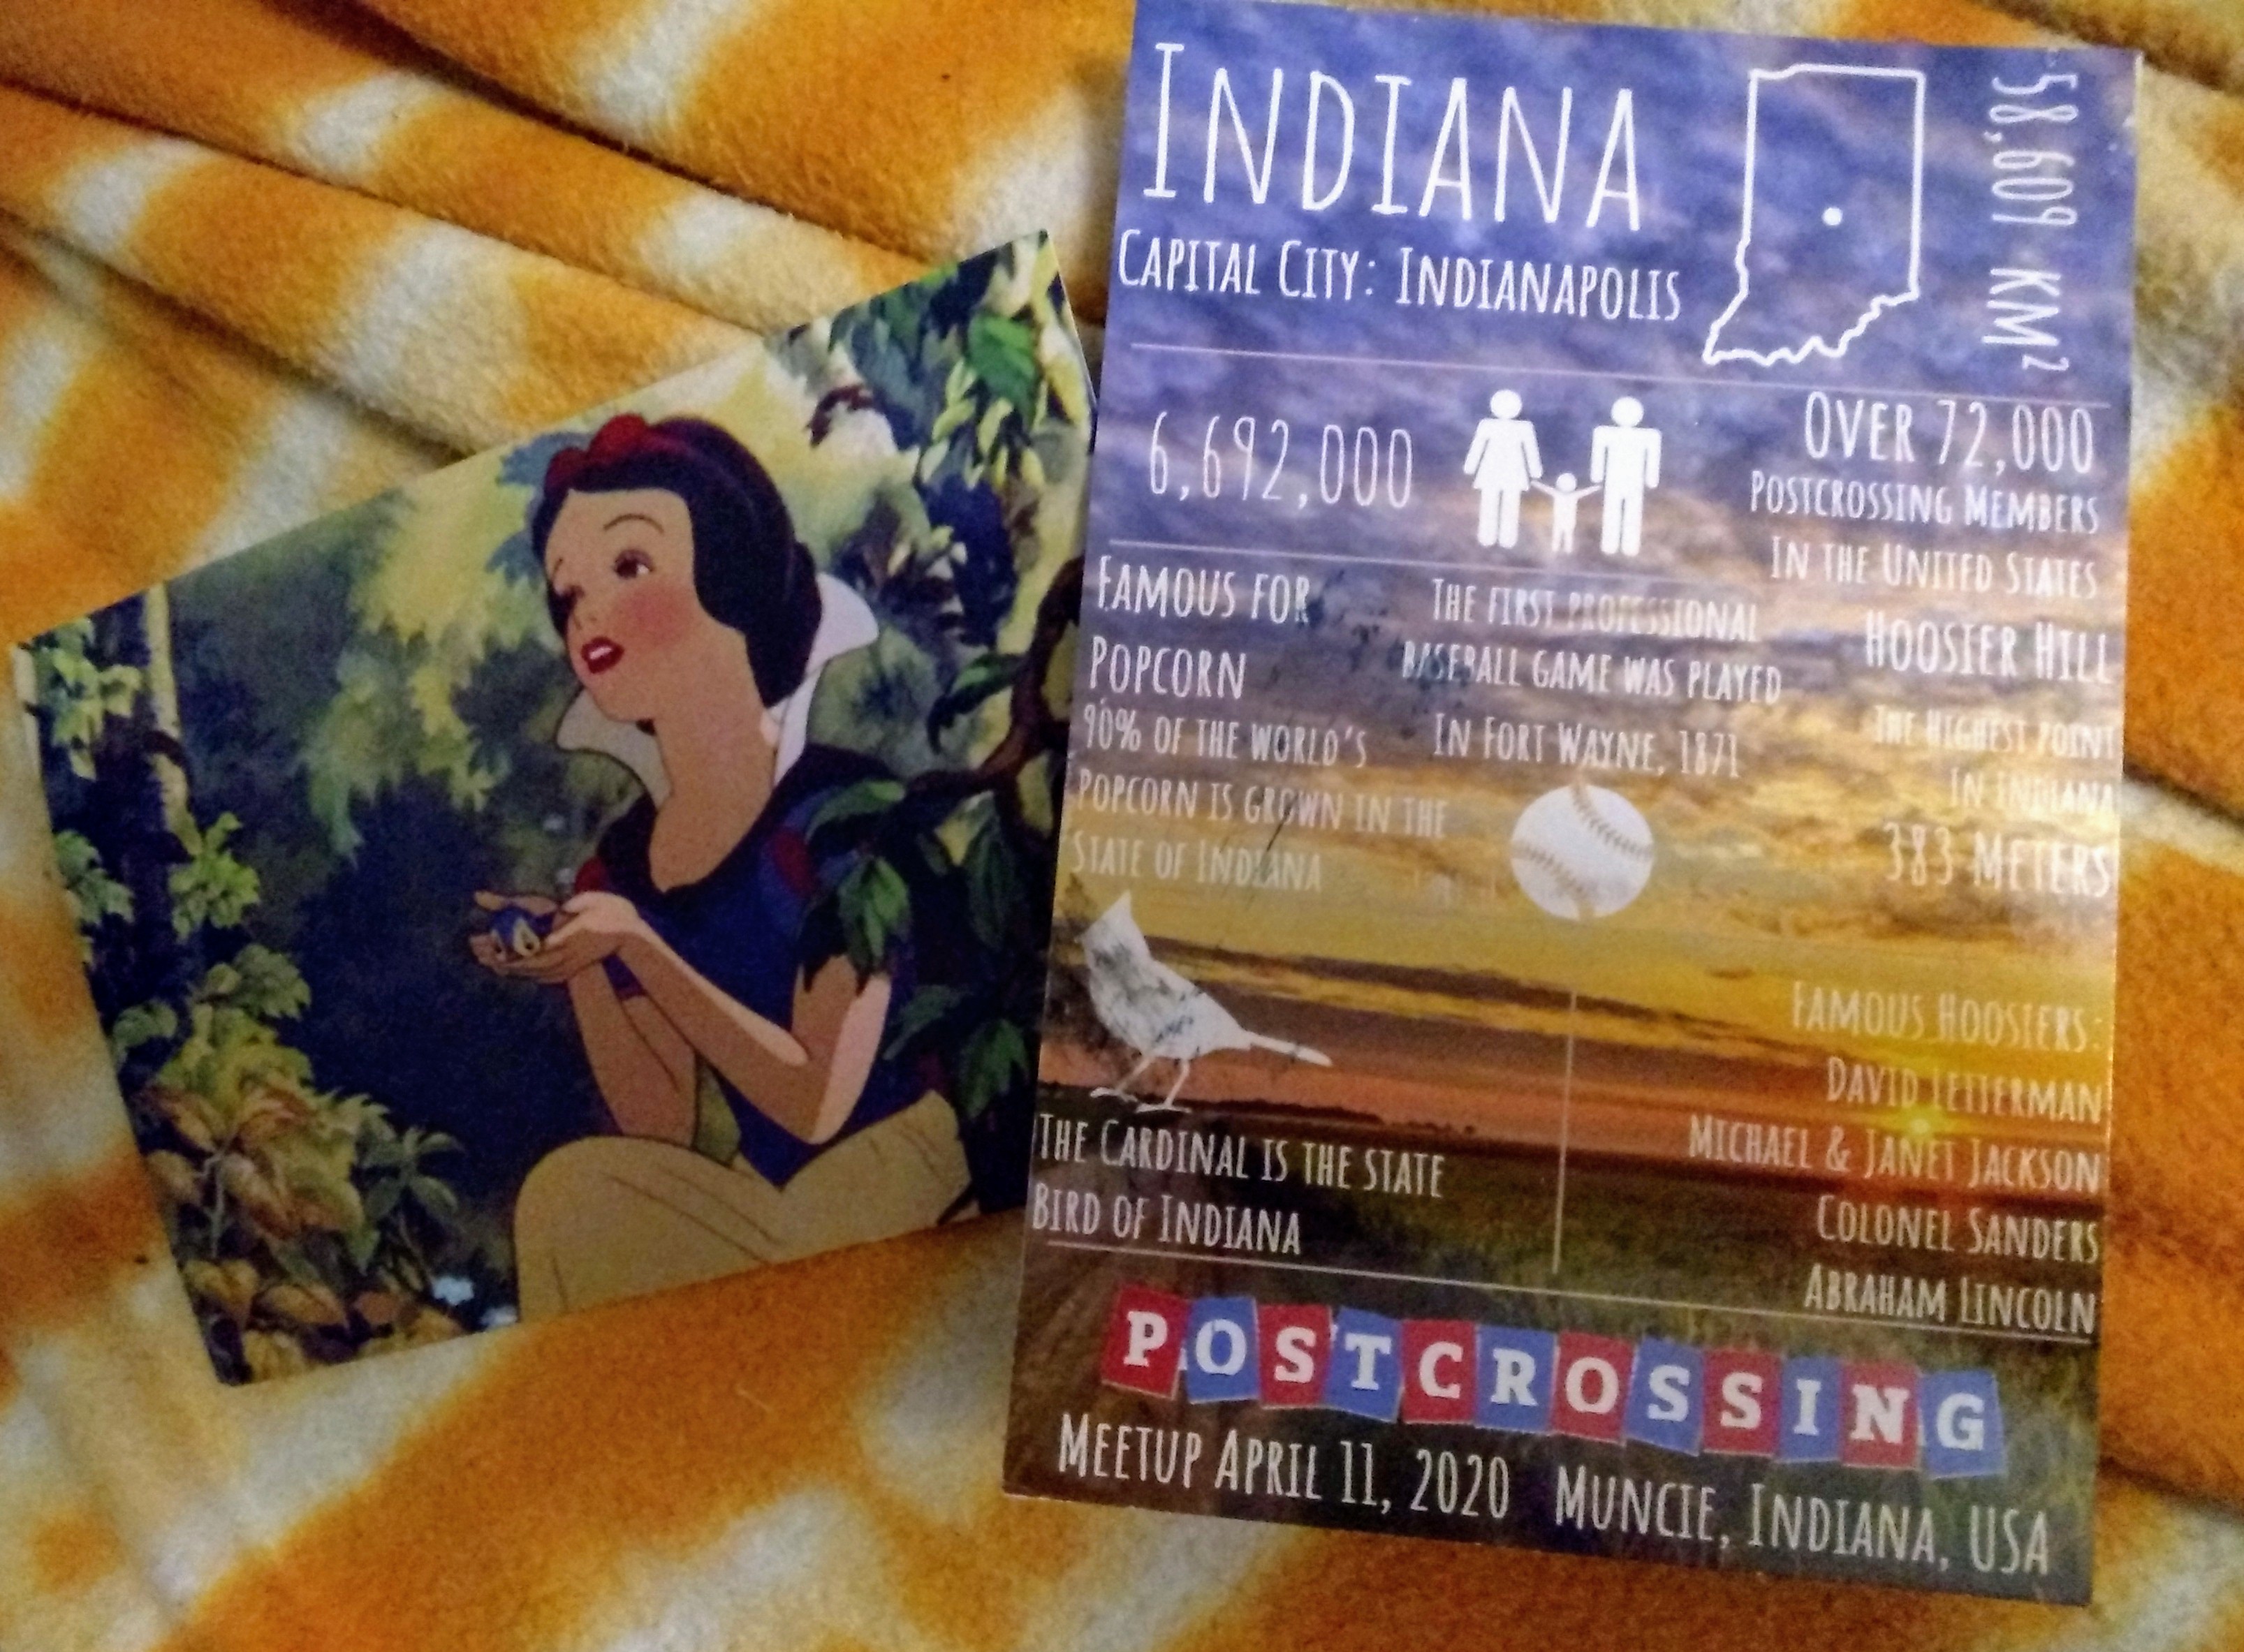 INDIANA
CAPITAL CITY: INDIANAPOLIS
58,609 KM²
6,692,000
OVER 72,000
POSTCROSSING MEMBERS
IN THE UNITED STATES
FAMOUS FOR
POPCORN
90% OF THE WORLD'S
POPCORN IS GROWN IN THE
STATE OF INDIANA
THE FIRST PROFESSIONAL
BASEBALL GAME WAS PLAYED
IN FORT WAYNE, 1871
HOOSIER HILL
THE HIGHEST POINT
IN INDIANA
383 METERS
THE CARDINAL IS THE STATE
BIRD OF INDIANA
FAMOUS HOOSIERS:
DAVID LETTERMAN
MICHAEL & JANET JACKSON
COLONEL SANDERS
ABRAHAM LINCOLN
POSTCROSSING
MEETUP APRIL 11, 2020 MUNCIE, INDIANA, USA